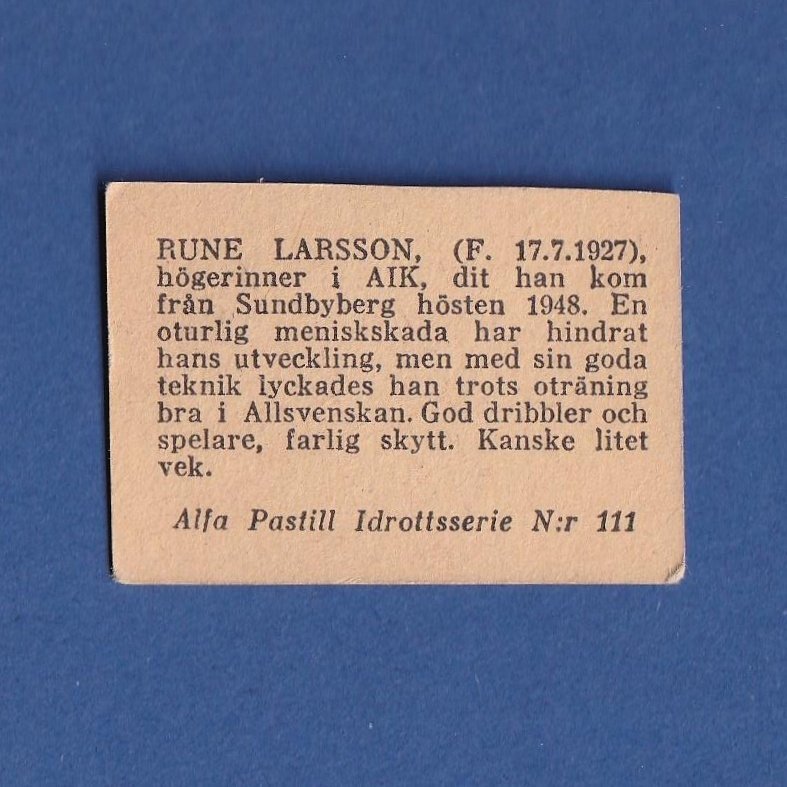 RUNE LARSSON, (F. 17.7.1927),
högerinner i AIK, dit han kom
från Sundbyberg hösten 1948. En
oturlig meniskskada har hindrat
hans utveckling, men med sin goda
teknik lyckades han trots oträning
bra i Allsvenskan. God dribbler och
spelare, farlig skytt. Kanske litet
vek.
Alfa Pastill Idrottsserie N:r 111